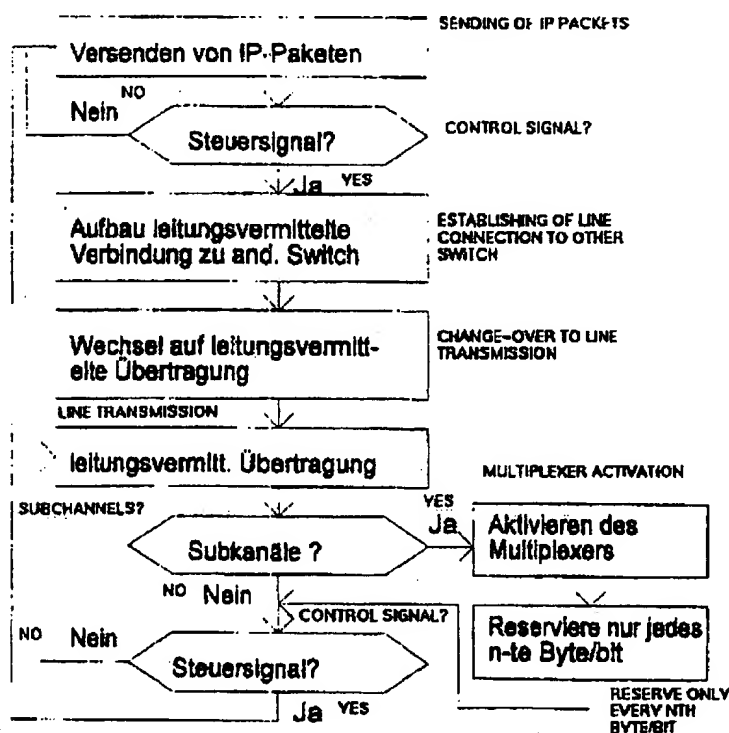 SENDING OF IP PACKETS
Versenden von IP-Paketen
Nein NO
Steuersignal?
CONTROL SIGNAL?
Ja YES
Aufbau leitungsvermittelte
Verbindung zu and. Switch
ESTABLISHING OF LINE
CONNECTION TO OTHER
SWITCH
Wechsel auf leitungsvermitt-
elte Übertragung
CHANGE-OVER TO LINE
TRANSMISSION
LINE TRANSMISSION
leitungsvermitt. Übertragung
MULTIPLEXER ACTIVATION
SUBCHANNELS?
Subkanäle ?
YES
Ja
Aktivieren des
Multiplexers
NO Nein
CONTROL SIGNAL?
Reserviere nur jedes
n-te Byte/bit
NO Nein
Steuersignal?
Ja YES
RESERVE ONLY
EVERY NTH
BYTE/BIT